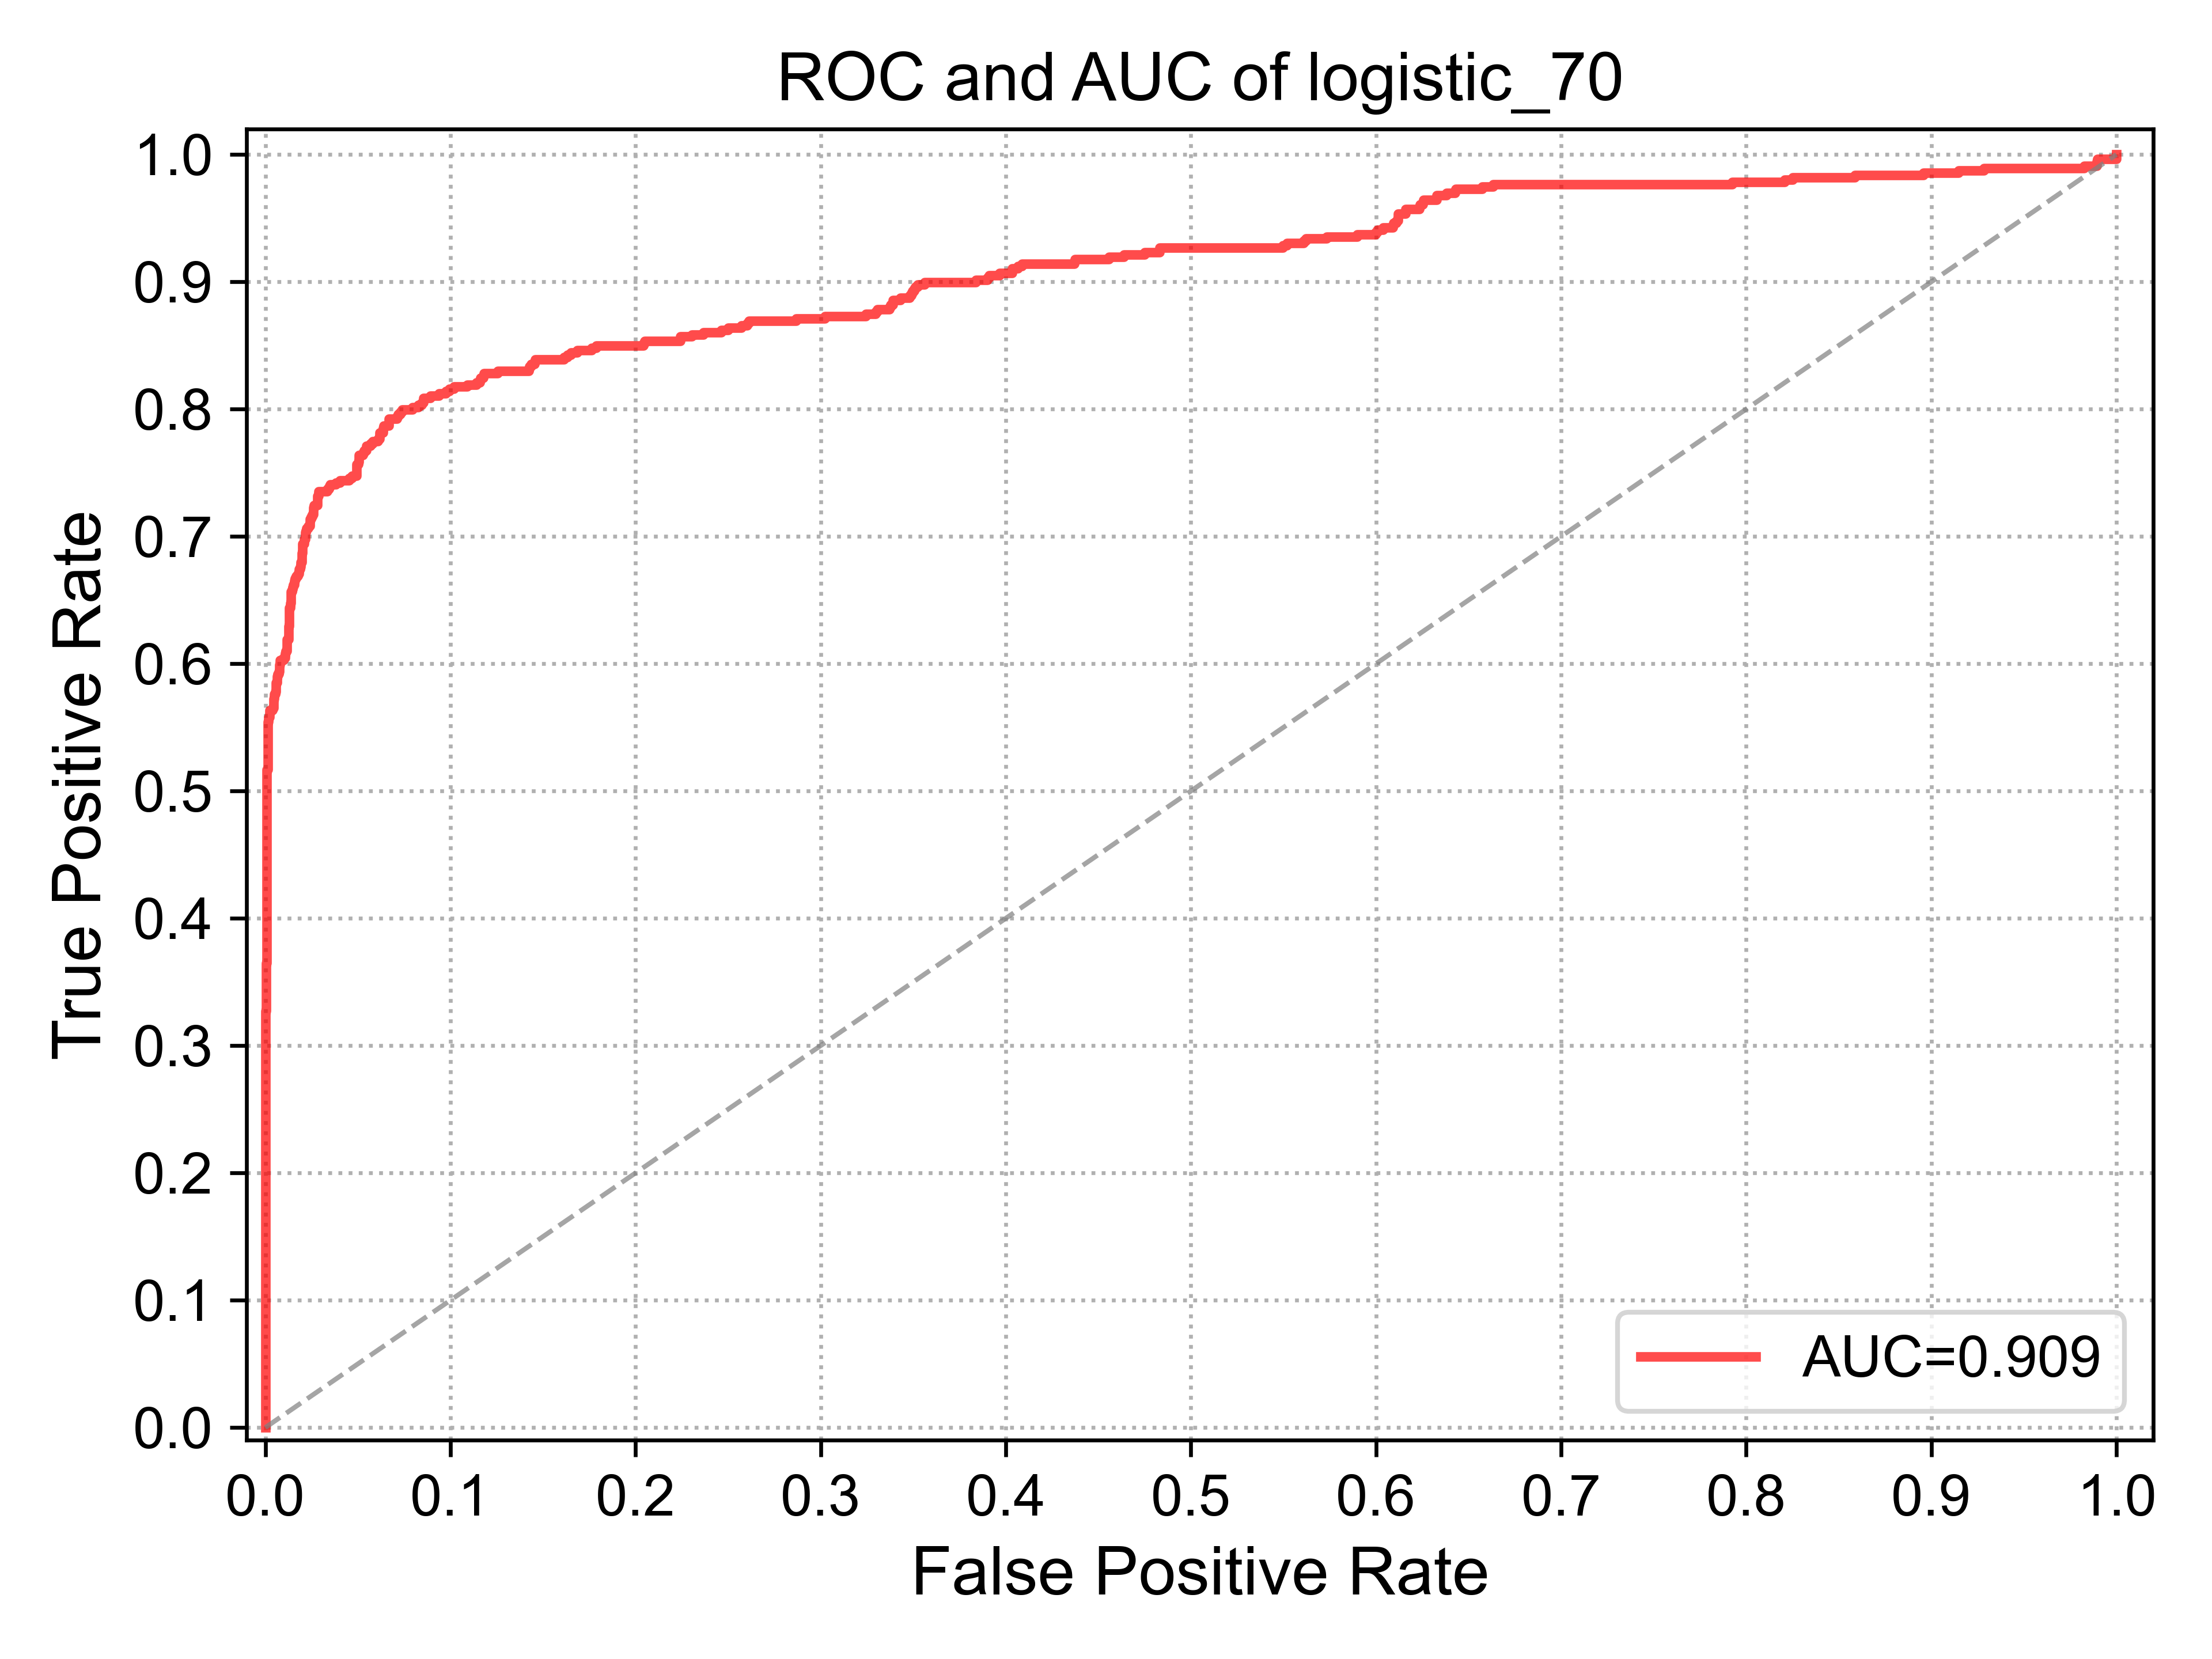 ROC and AUC of logistic_70
True Positive Rate
1.0
0.9
0.8
0.7
0.6
0.5
0.4
0.3
0.2
0.1
0.0
AUC=0.909
0.0 0.1 0.2 0.3 0.4 0.5 0.6 0.7 0.8 0.9 1.0
False Positive Rate